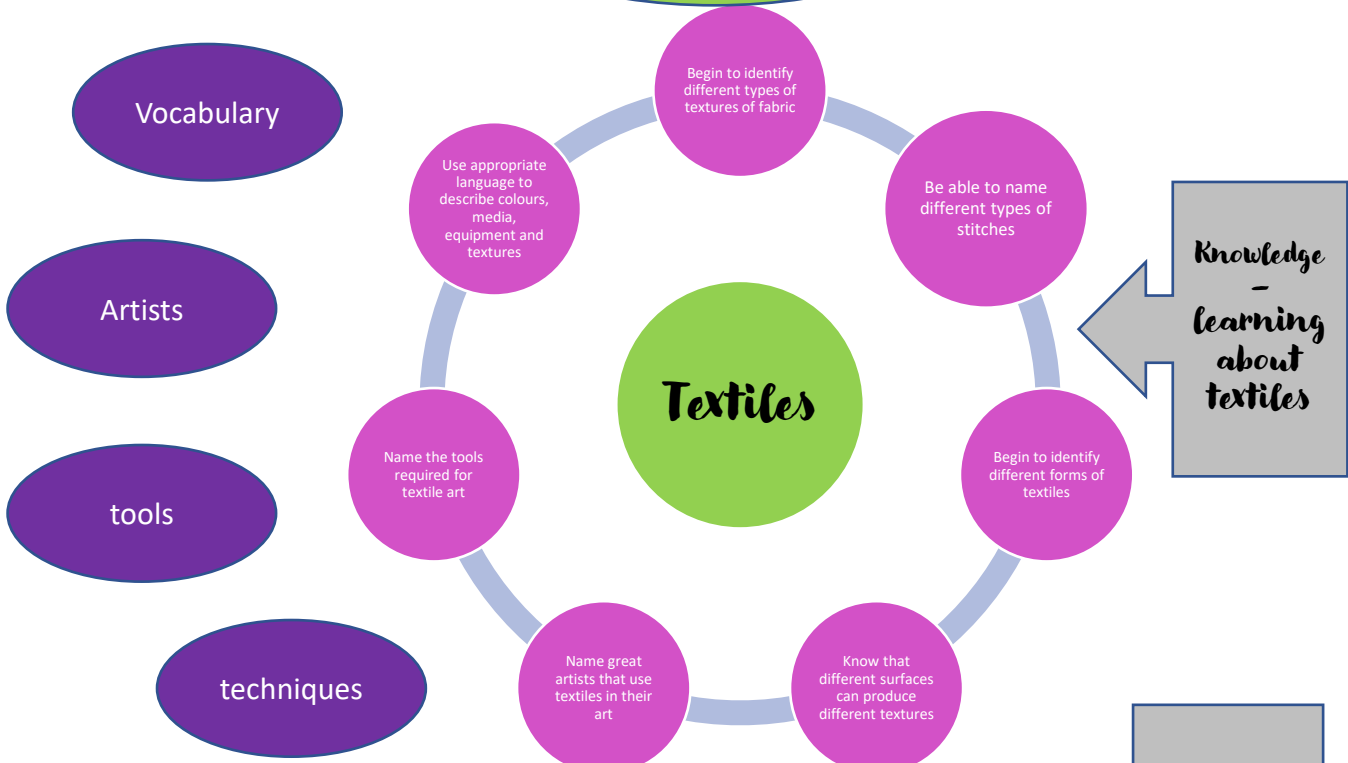 Vocabulary
Artists
tools
techniques
Begin to identify
different types of
textures of fabric
Be able to name
different types of
stitches
Begin to identify
different forms of
textiles
Know that
different surfaces
can produce
different textures
Name great
artists that use
textiles in their
art
Name the tools
required for
textile art
Use appropriate
language to
describe colours,
media,
equipment and
textures
Textiles
Knowledge
–
learning
about
textiles